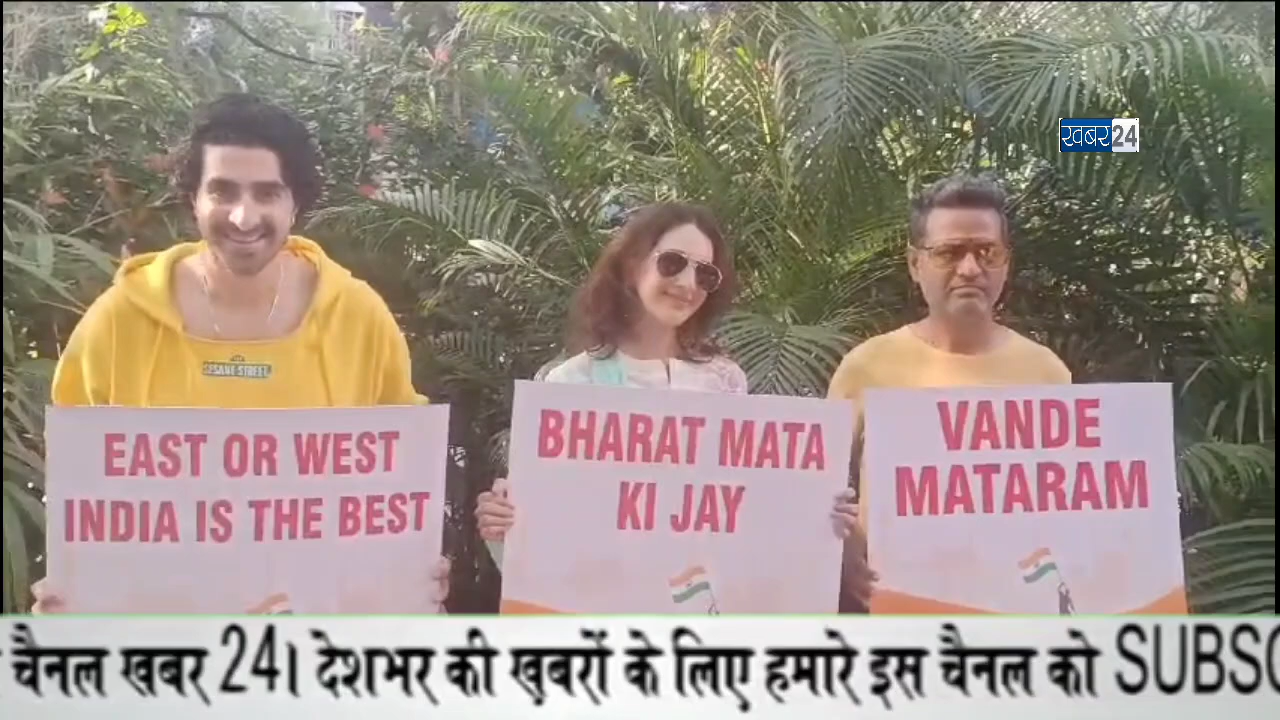 खबर24
SESAME STREET
EAST OR WEST
INDIA IS THE BEST
BHARAT MATA
KI JAY
VANDE
MATARAM
चैनल खबर 24। देशभर की खबरों के लिए हमारे इस चैनल को SUBSC